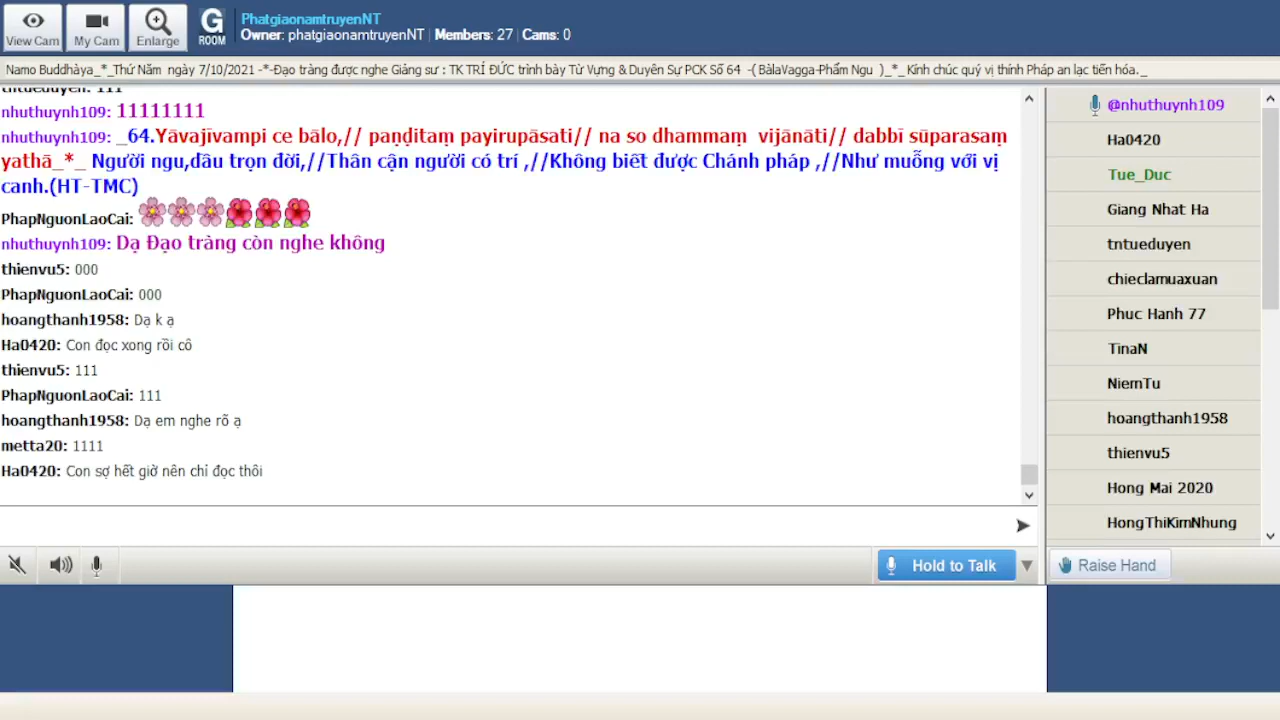 View Cam
My Cam
Enlarge
G
ROOM
PhatgiaonamtruyenNT
Owner: phatgiaonamtruyenNT | Members: 27 | Cams: 0
Namo Buddhàya_*_Thứ Năm ngày 7/10/2021 -*-Đạo tràng được nghe Giảng sư : TK TRÍ ĐỨC trình bày Từ Vựng & Duyên Sự PCK Số 64 -( BàlaVagga-Phẩm Ngu )_*_ Kính chúc quý vị thính Pháp an lạc tiến hóa._
tntueduyen: 111
nhuthuynh109: 11111111
nhuthuynh109: _64.Yāvajīvampi ce bālo,// paṇḍitaṃ payirupāsati// na so dhammaṃ vijānāti// dabbī sūparasaṃ
yathā_*_ Người ngu,dầu trọn đời,//Thân cận người có trí ,//Không biết được Chánh pháp ,//Như muỗng với vị
canh.(HT-TMC)
PhapNguonLaoCai:
nhuthuynh109: Dạ Đạo tràng còn nghe không
thienvu5: 000
PhapNguonLaoCai: 000
hoangthanh1958: Dạ k ạ
Ha0420: Con đọc xong rồi cô
thienvu5: 111
PhapNguonLaoCai: 111
hoangthanh1958: Dạ em nghe rõ ạ
metta20: 1111
Ha0420: Con sợ hết giờ nên chỉ đọc thôi
@nhuthuynh109
Ha0420
Tue_Duc
Giang Nhat Ha
tntueduyen
chieclamuaxuan
Phuc Hanh 77
TinaN
NiemTu
hoangthanh1958
thienvu5
Hong Mai 2020
HongThiKimNhung
Hold to Talk
Raise Hand